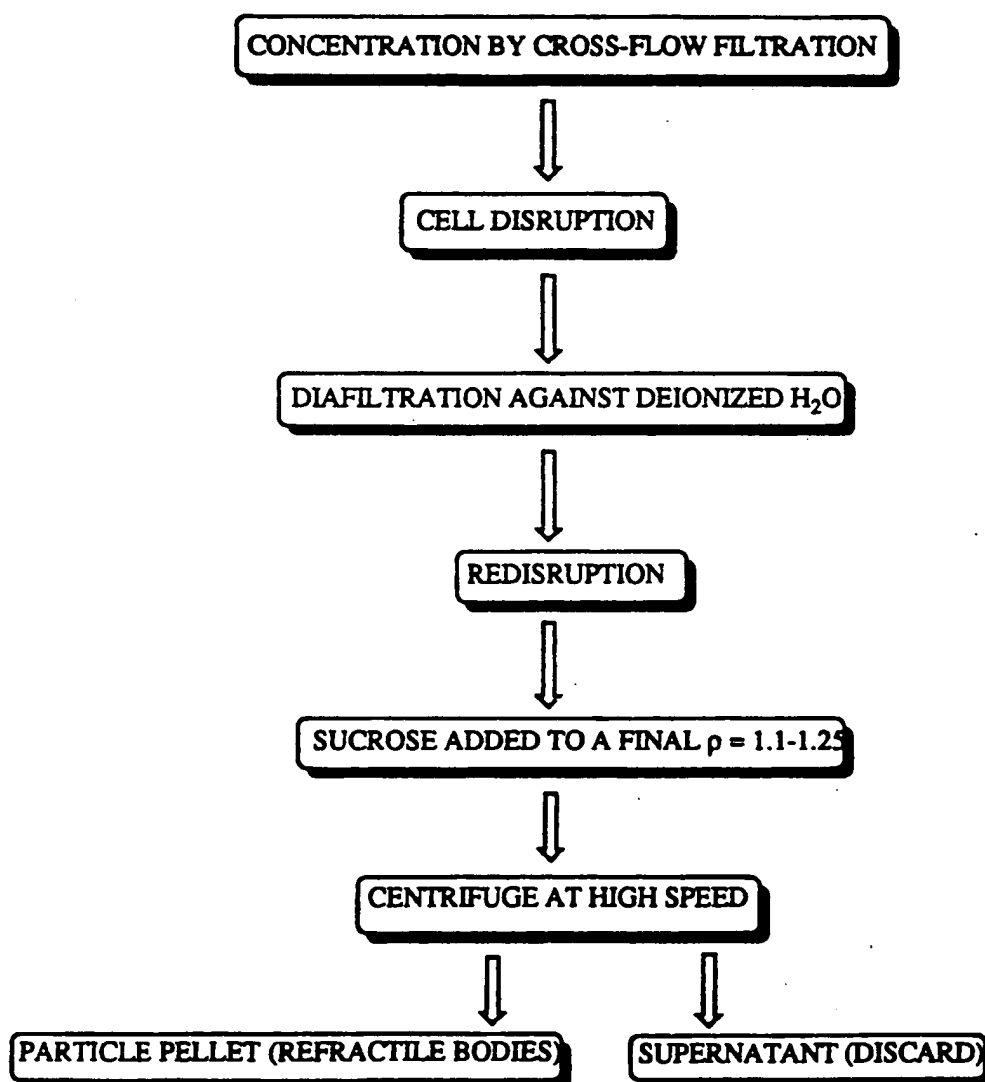 CONCENTRATION BY CROSS-FLOW FILTRATION
CELL DISRUPTION
DIAFILTRATION AGAINST DEIONIZED H₂O
REDISRUPTION
SUCROSE ADDED TO A FINAL ρ = 1.1-1.25
CENTRIFUGE AT HIGH SPEED
PARTICLE PELLET (REFRACTILE BODIES)
SUPERNATANT (DISCARD)